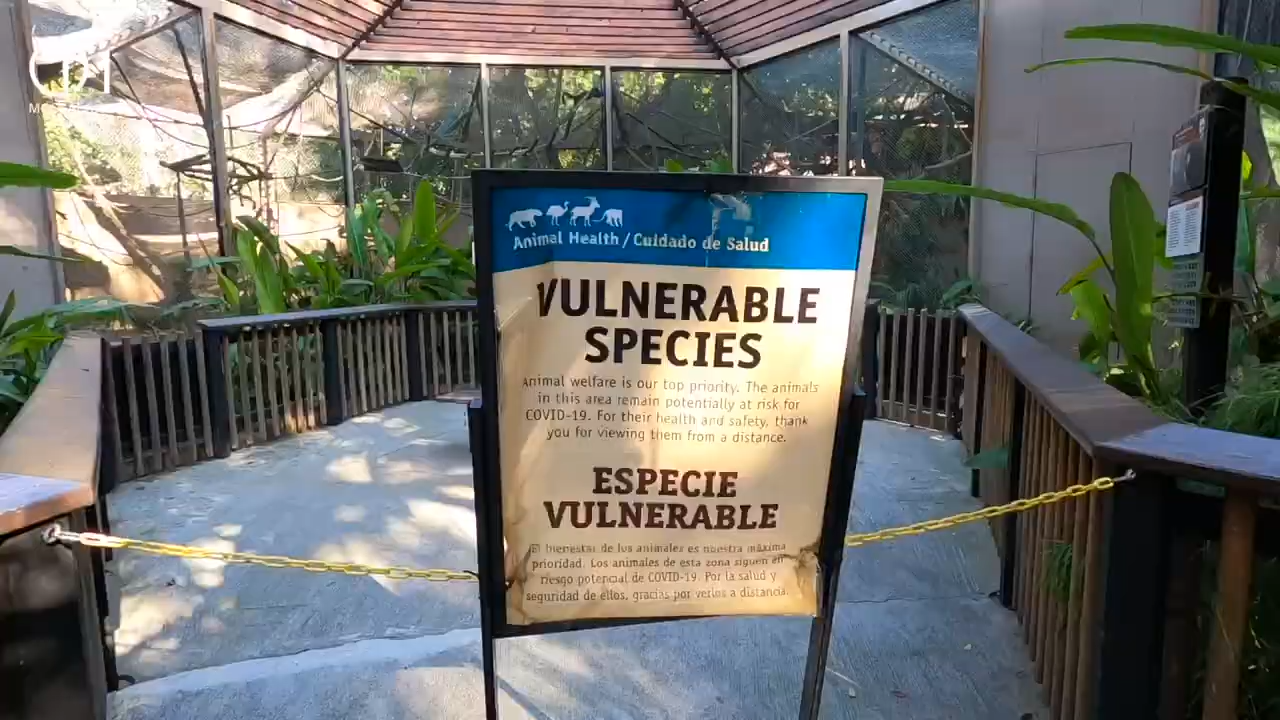 Animal Health / Cuidado de Salud
VULNERABLE
SPECIES
Animal welfare is our top priority. The animals
in this area remain potentially at risk for
COVID-19. For their health and safety, thank
you for viewing them from a distance.
ESPECIE
VULNERABLE
El bienestar de los animales es nuestra máxima
prioridad. Los animales de esta zona siguen en
riesgo potencial de COVID-19. Por la salud y
seguridad de ellos, gracias por verlos a distancia.